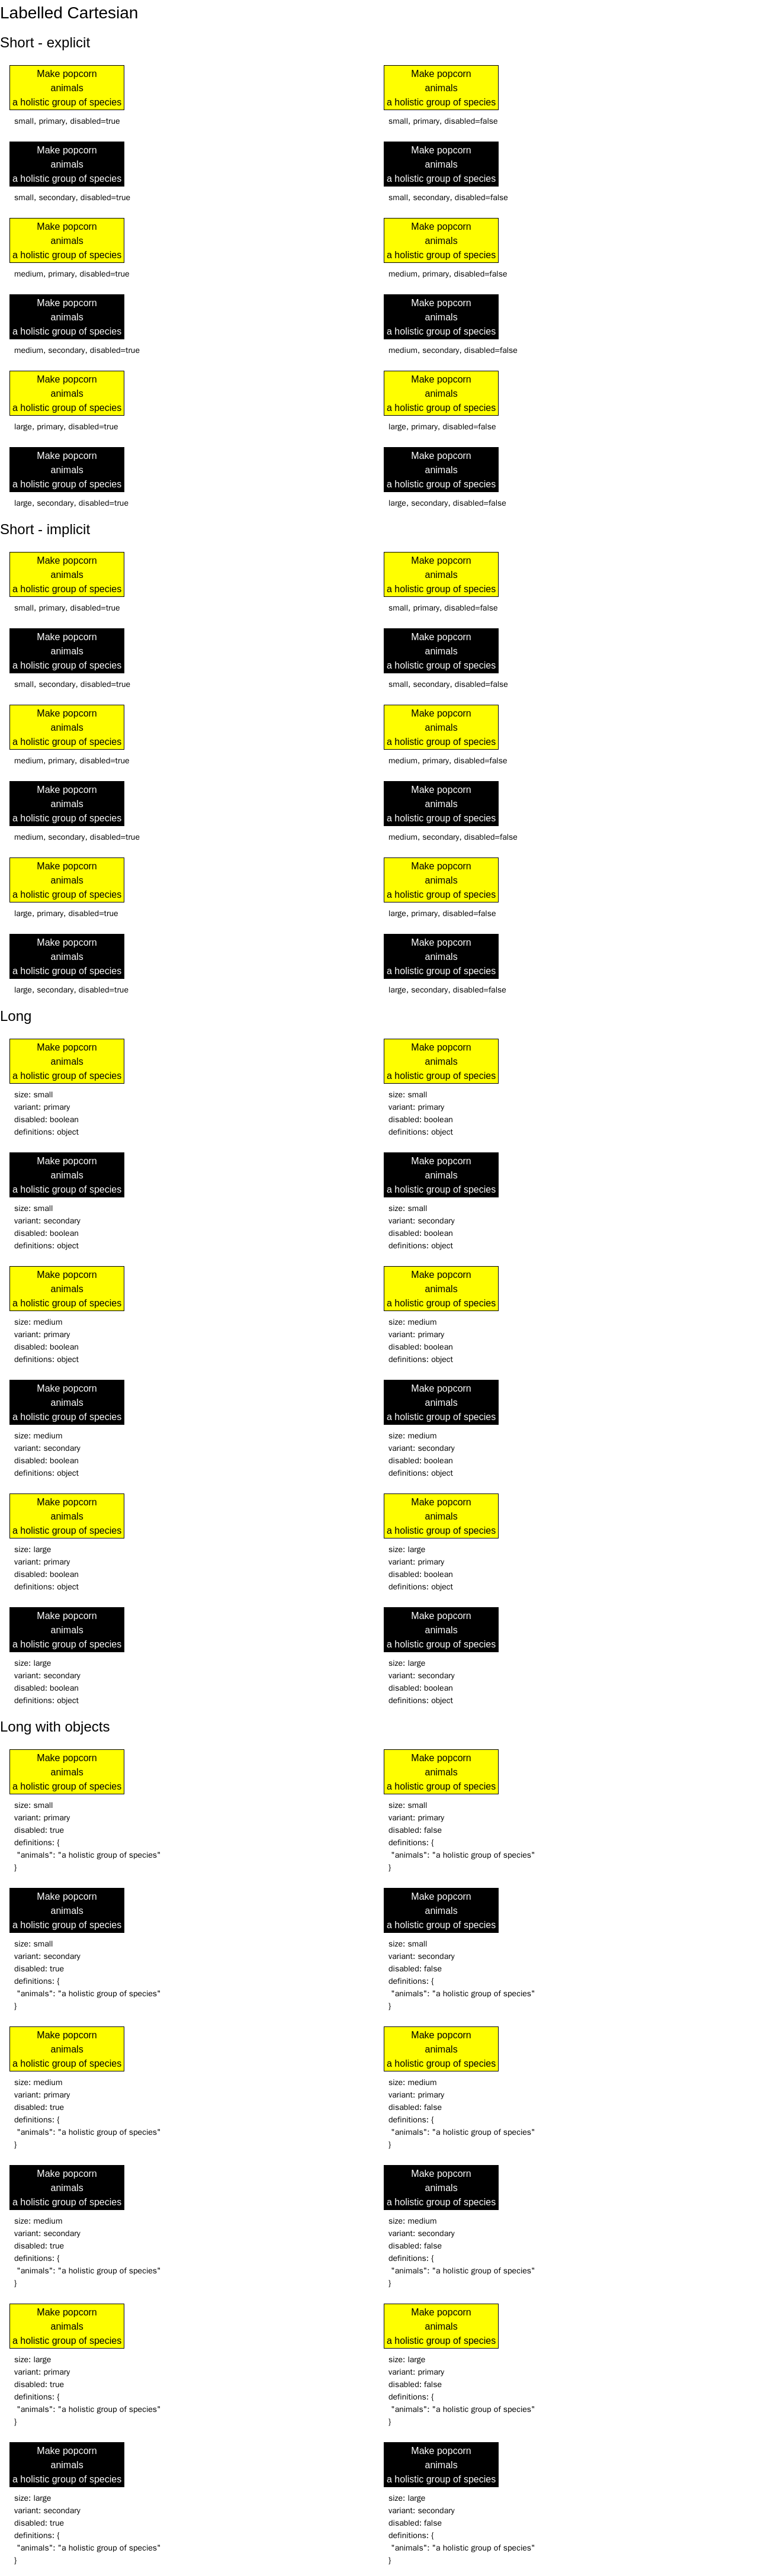 Labelled Cartesian
Short - explicit
Make popcorn
animals
a holistic group of species
small, primary, disabled=true
Make popcorn
animals
a holistic group of species
small, primary, disabled=false
Make popcorn
animals
a holistic group of species
small, secondary, disabled=true
Make popcorn
animals
a holistic group of species
small, secondary, disabled=false
Make popcorn
animals
a holistic group of species
medium, primary, disabled=true
Make popcorn
animals
a holistic group of species
medium, primary, disabled=false
Make popcorn
animals
a holistic group of species
medium, secondary, disabled=true
Make popcorn
animals
a holistic group of species
medium, secondary, disabled=false
Make popcorn
animals
a holistic group of species
large, primary, disabled=true
Make popcorn
animals
a holistic group of species
large, primary, disabled=false
Make popcorn
animals
a holistic group of species
large, secondary, disabled=true
Make popcorn
animals
a holistic group of species
large, secondary, disabled=false
Short - implicit
Make popcorn
animals
a holistic group of species
small, primary, disabled=true
Make popcorn
animals
a holistic group of species
small, primary, disabled=false
Make popcorn
animals
a holistic group of species
small, secondary, disabled=true
Make popcorn
animals
a holistic group of species
small, secondary, disabled=false
Make popcorn
animals
a holistic group of species
medium, primary, disabled=true
Make popcorn
animals
a holistic group of species
medium, primary, disabled=false
Make popcorn
animals
a holistic group of species
medium, secondary, disabled=true
Make popcorn
animals
a holistic group of species
medium, secondary, disabled=false
Make popcorn
animals
a holistic group of species
large, primary, disabled=true
Make popcorn
animals
a holistic group of species
large, primary, disabled=false
Make popcorn
animals
a holistic group of species
large, secondary, disabled=true
Make popcorn
animals
a holistic group of species
large, secondary, disabled=false
Long
Make popcorn
animals
a holistic group of species
size: small
variant: primary
disabled: boolean
definitions: object
Make popcorn
animals
a holistic group of species
size: small
variant: primary
disabled: boolean
definitions: object
Make popcorn
animals
a holistic group of species
size: small
variant: secondary
disabled: boolean
definitions: object
Make popcorn
animals
a holistic group of species
size: small
variant: secondary
disabled: boolean
definitions: object
Make popcorn
animals
a holistic group of species
size: medium
variant: primary
disabled: boolean
definitions: object
Make popcorn
animals
a holistic group of species
size: medium
variant: primary
disabled: boolean
definitions: object
Make popcorn
animals
a holistic group of species
size: medium
variant: secondary
disabled: boolean
definitions: object
Make popcorn
animals
a holistic group of species
size: medium
variant: secondary
disabled: boolean
definitions: object
Make popcorn
animals
a holistic group of species
size: large
variant: primary
disabled: boolean
definitions: object
Make popcorn
animals
a holistic group of species
size: large
variant: primary
disabled: boolean
definitions: object
Make popcorn
animals
a holistic group of species
size: large
variant: secondary
disabled: boolean
definitions: object
Make popcorn
animals
a holistic group of species
size: large
variant: secondary
disabled: boolean
definitions: object
Long with objects
Make popcorn
animals
a holistic group of species
size: small
variant: primary
disabled: true
definitions: {
"animals": "a holistic group of species"
}
Make popcorn
animals
a holistic group of species
size: small
variant: primary
disabled: false
definitions: {
"animals": "a holistic group of species"
}
Make popcorn
animals
a holistic group of species
size: small
variant: secondary
disabled: true
definitions: {
"animals": "a holistic group of species"
}
Make popcorn
animals
a holistic group of species
size: small
variant: secondary
disabled: false
definitions: {
"animals": "a holistic group of species"
}
Make popcorn
animals
a holistic group of species
size: medium
variant: primary
disabled: true
definitions: {
"animals": "a holistic group of species"
}
Make popcorn
animals
a holistic group of species
size: medium
variant: primary
disabled: false
definitions: {
"animals": "a holistic group of species"
}
Make popcorn
animals
a holistic group of species
size: medium
variant: secondary
disabled: true
definitions: {
"animals": "a holistic group of species"
}
Make popcorn
animals
a holistic group of species
size: medium
variant: secondary
disabled: false
definitions: {
"animals": "a holistic group of species"
}
Make popcorn
animals
a holistic group of species
size: large
variant: primary
disabled: true
definitions: {
"animals": "a holistic group of species"
}
Make popcorn
animals
a holistic group of species
size: large
variant: primary
disabled: false
definitions: {
"animals": "a holistic group of species"
}
Make popcorn
animals
a holistic group of species
size: large
variant: secondary
disabled: true
definitions: {
"animals": "a holistic group of species"
}
Make popcorn
animals
a holistic group of species
size: large
variant: secondary
disabled: false
definitions: {
"animals": "a holistic group of species"
}